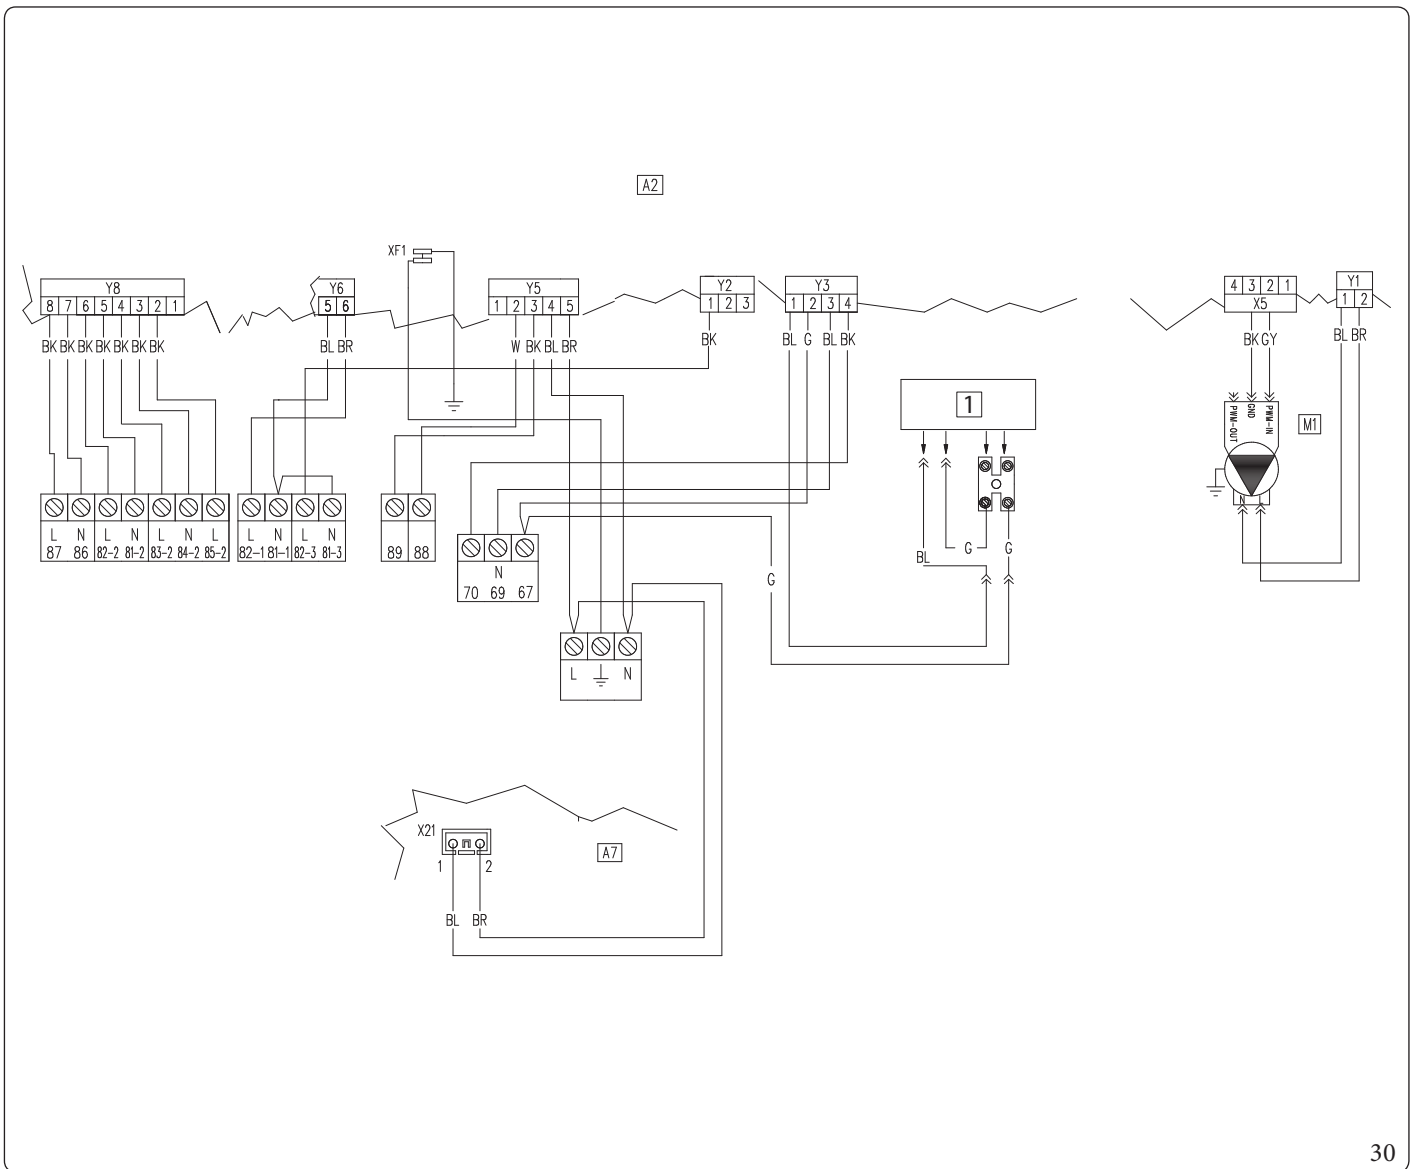 A2
XF1
Y8
Y6
Y5
Y2
Y3
Y1
8 7 6 5 4 3 2 1
5 6
1 2 3 4 5
1 2 3
1 2 3 4
4 3 2 1
X5
1 2
BK BK BK BK BK BK BK
BL BR
W BK BL BR
BK
BL G BL BK
BK GY
BL BR
1
PWM-OUT
GND
PWM-IN
M1
N L
L N L N L N L
87 86 82-2 81-2 83-2 84-2 85-2
L N L N
82-1 81-1 82-3 81-3
89 88
N
70 69 67
BL
G
G
G
L N
X21
1 2
A7
BL BR
30